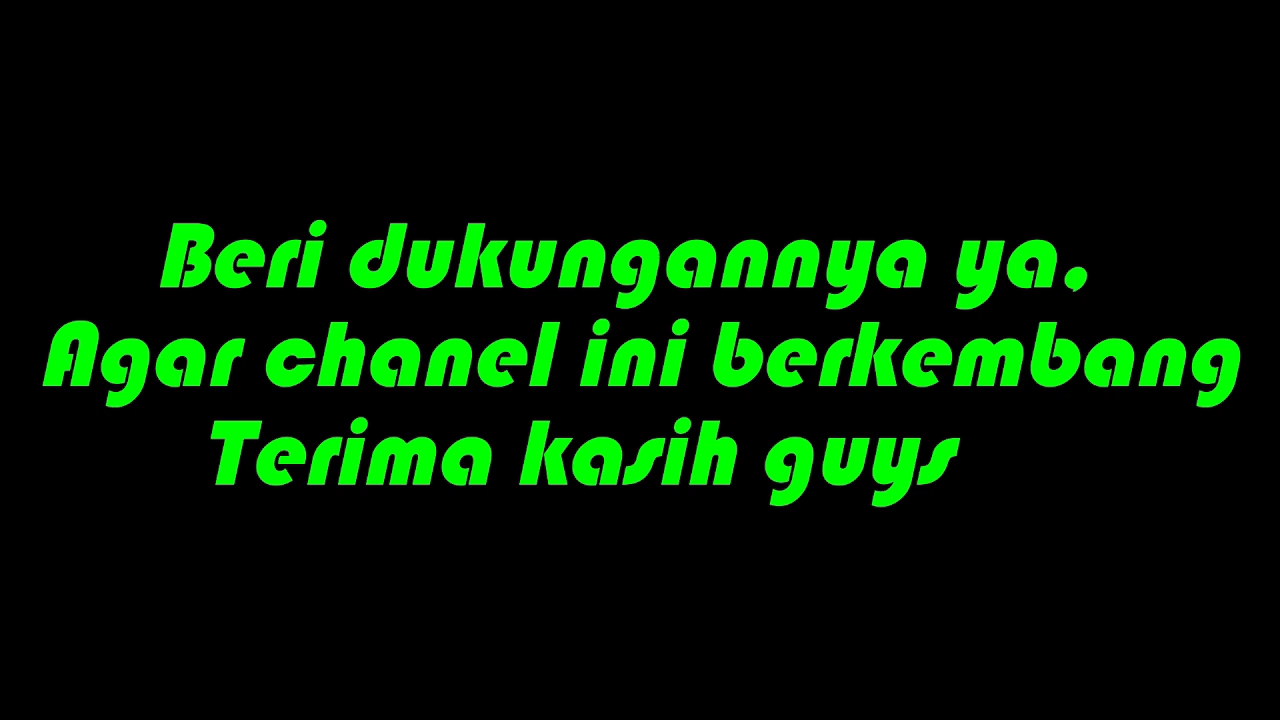 Beri dukungannya ya,
Agar chanel ini berkembang
Terima kasih guys